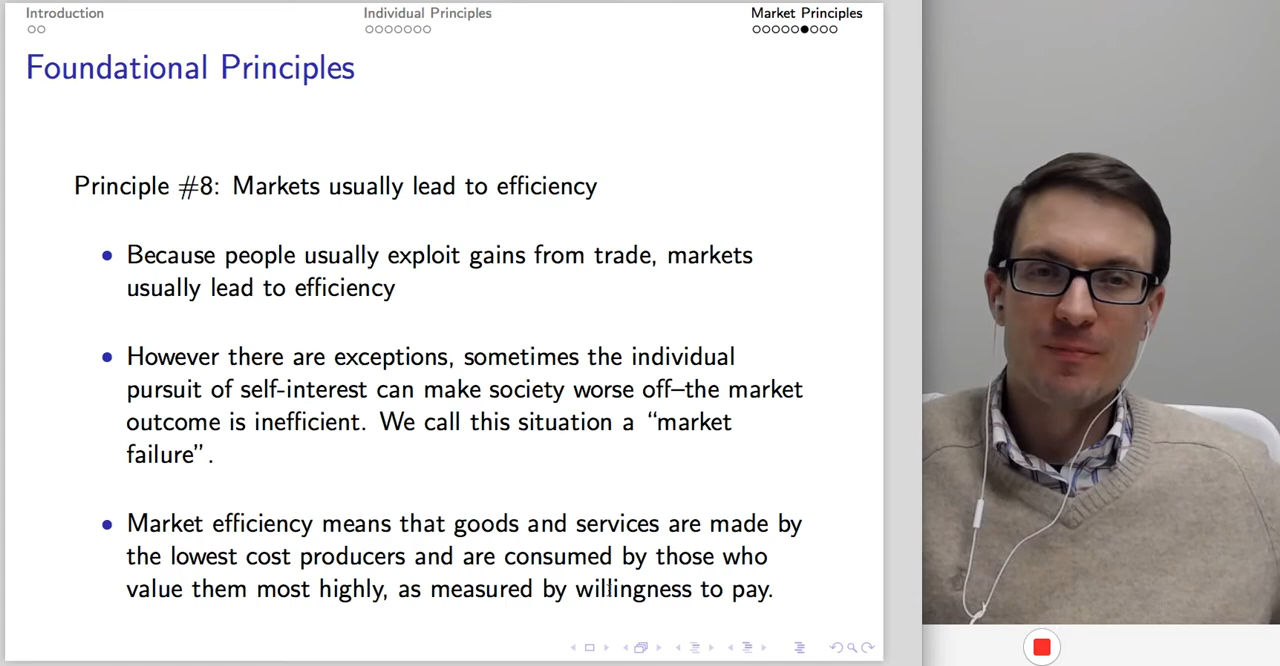 Introduction
Individual Principles
Market Principles
Foundational Principles
Principle #8: Markets usually lead to efficiency
Because people usually exploit gains from trade, markets
usually lead to efficiency
However there are exceptions, sometimes the individual
pursuit of self-interest can make society worse off–the market
outcome is inefficient. We call this situation a “market
failure”.
Market efficiency means that goods and services are made by
the lowest cost producers and are consumed by those who
value them most highly, as measured by willingness to pay.